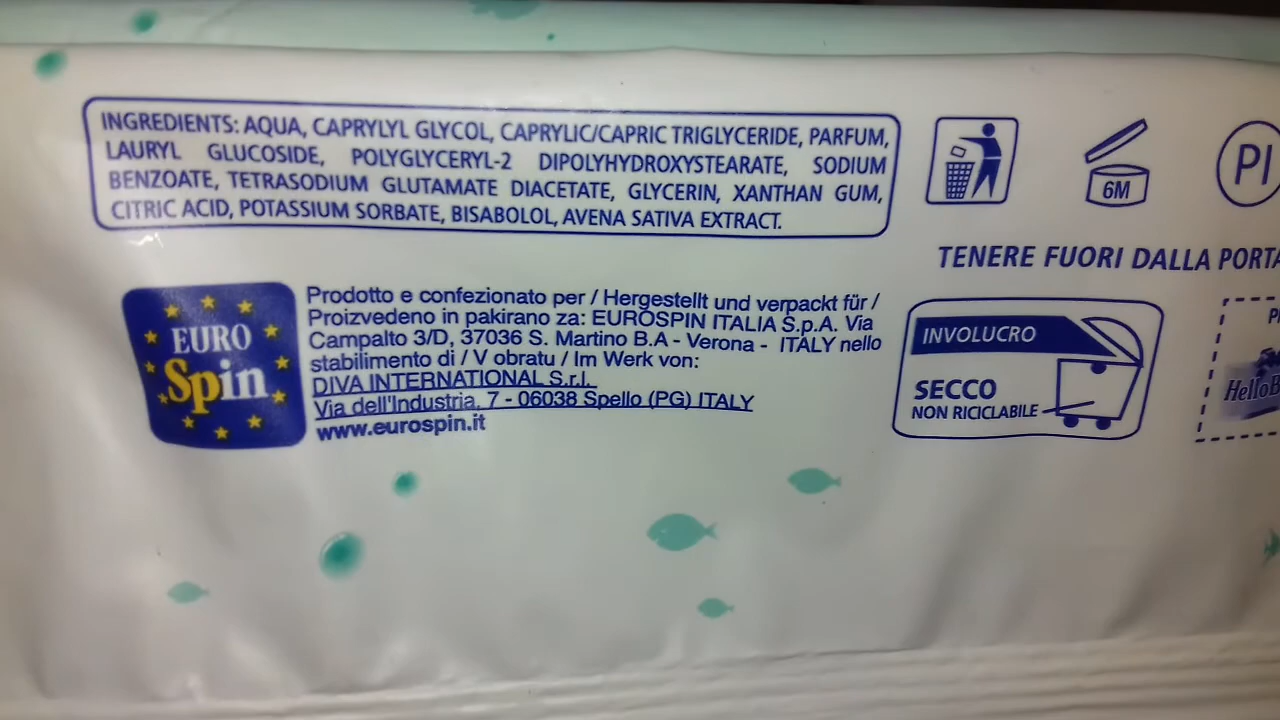 INGREDIENTS: AQUA, CAPRYLYL GLYCOL, CAPRYLIC/CAPRIC TRIGLYCERIDE, PARFUM,
LAURYL GLUCOSIDE, POLYGLYCERYL-2 DIPOLYHYDROXYSTEARATE, SODIUM
BENZOATE, TETRASODIUM GLUTAMATE DIACETATE, GLYCERIN, XANTHAN GUM,
CITRIC ACID, POTASSIUM SORBATE, BISABOLOL, AVENA SATIVA EXTRACT.
6M
PI
TENERE FUORI DALLA PORTA
EURO
Spin
Prodotto e confezionato per / Hergestellt und verpackt für /
Proizvedeno in pakirano za: EUROSPIN ITALIA S.p.A. Via
Campalto 3/D, 37036 S. Martino B.A - Verona - ITALY nello
stabilimento di / V obratu / Im Werk von:
DIVA INTERNATIONAL S.r.l.
Via dell'Industria, 7 - 06038 Spello (PG) ITALY
www.eurospin.it
INVOLUCRO
SECCO
NON RICICLABILE
HelloB